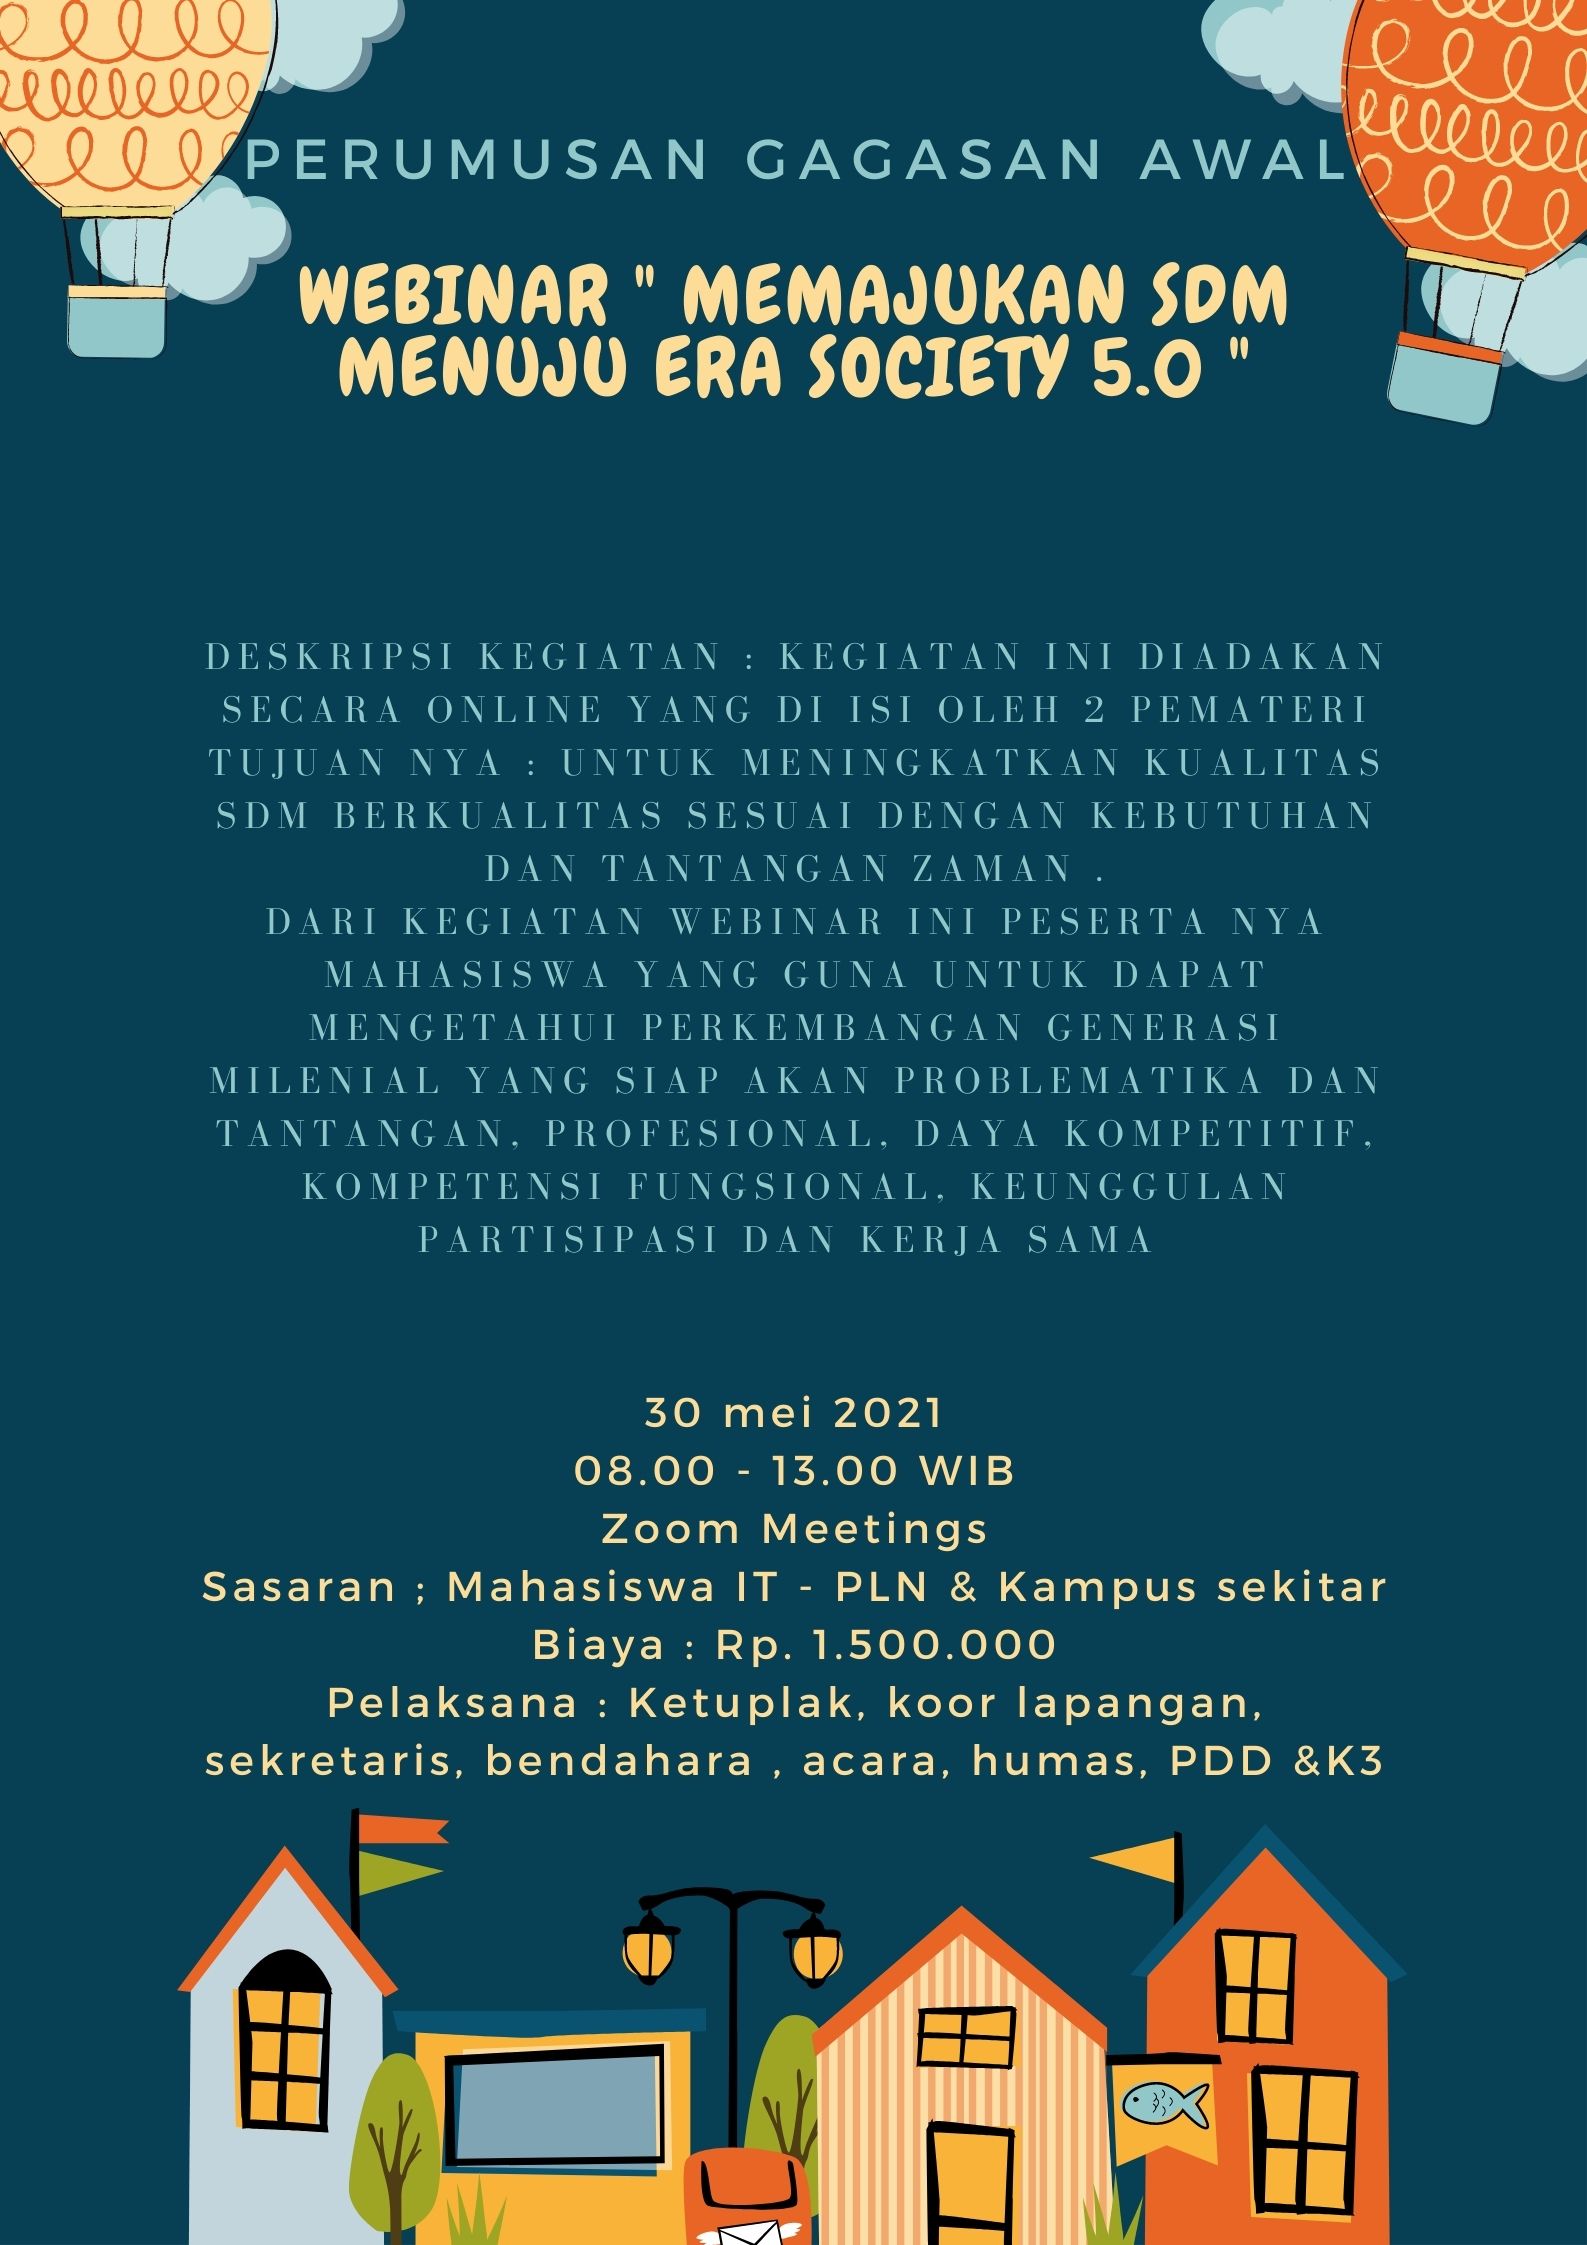 PERUMUSAN GAGASAN AWAL
WEBINAR " MEMAJUKAN SDM
MENUJU ERA SOCIETY 5.0 "
DESKRIPSI KEGIATAN : KEGIATAN INI DIADAKAN
SECARA ONLINE YANG DI ISI OLEH 2 PEMATERI
TUJUAN NYA : UNTUK MENINGKATKAN KUALITAS
SDM BERKUALITAS SESUAI DENGAN KEBUTUHAN
DAN TANTANGAN ZAMAN .
DARI KEGIATAN WEBINAR INI PESERTA NYA
MAHASISWA YANG GUNA UNTUK DAPAT
MENGETAHUI PERKEMBANGAN GENERASI
MILENIAL YANG SIAP AKAN PROBLEMATIKA DAN
TANTANGAN, PROFESIONAL, DAYA KOMPETITIF,
KOMPETENSI FUNGSIONAL, KEUNGGULAN
PARTISIPASI DAN KERJA SAMA
30 mei 2021
08.00 - 13.00 WIB
Zoom Meetings
Sasaran ; Mahasiswa IT - PLN & Kampus sekitar
Biaya : Rp. 1.500.000
Pelaksana : Ketuplak, koor lapangan,
sekretaris, bendahara , acara, humas, PDD &K3